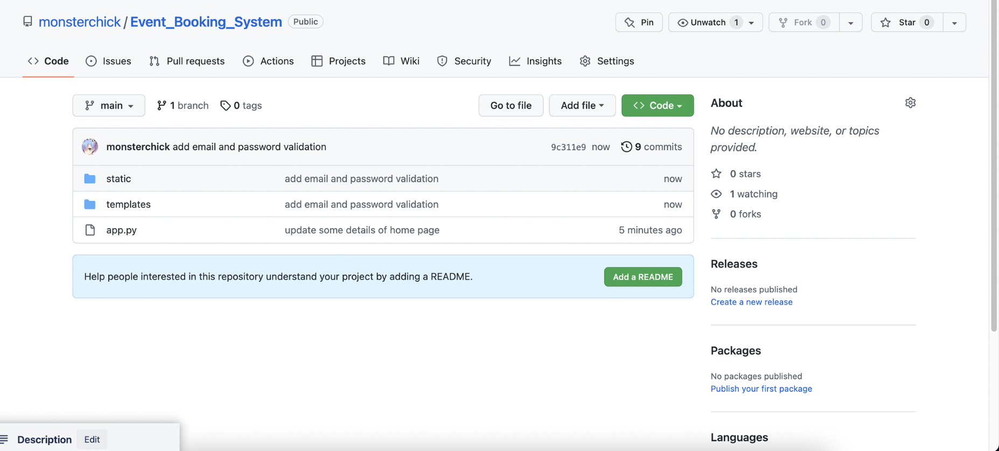 monsterchick / Event_Booking_System Public
Pin Unwatch 1 Fork 0 Star 0
Code Issues Pull requests Actions Projects Wiki Security Insights Settings
main 1 branch 0 tags Go to file Add file Code
monsterchick add email and password validation 9c311e9 now 9 commits
static add email and password validation now
templates add email and password validation now
app.py update some details of home page 5 minutes ago
Help people interested in this repository understand your project by adding a README. Add a README
About
No description, website, or topics
provided.
0 stars
1 watching
0 forks
Releases
No releases published
Create a new release
Packages
No packages published
Publish your first package
Languages
Description Edit